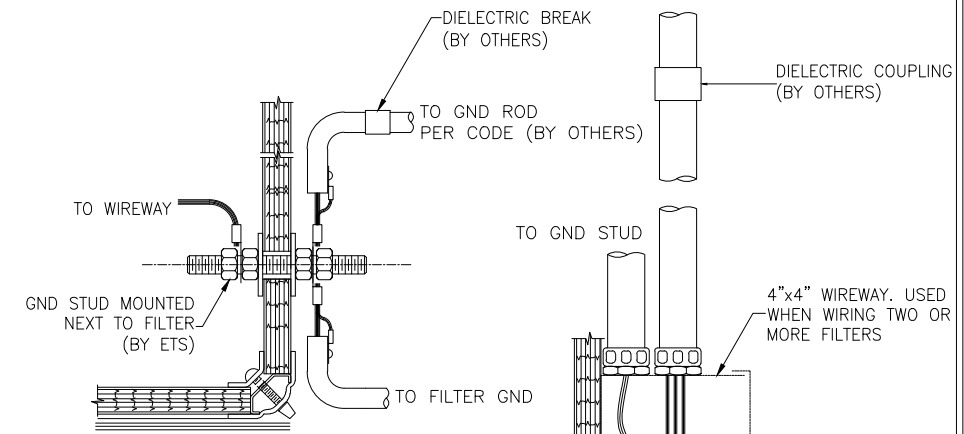 DIELECTRIC BREAK
(BY OTHERS)
DIELECTRIC COUPLING
(BY OTHERS)
TO GND ROD
PER CODE (BY OTHERS)
TO WIREWAY
TO GND STUD
GND STUD MOUNTED
NEXT TO FILTER
(BY ETS)
4"x4" WIREWAY. USED
WHEN WIRING TWO OR
MORE FILTERS
TO FILTER GND